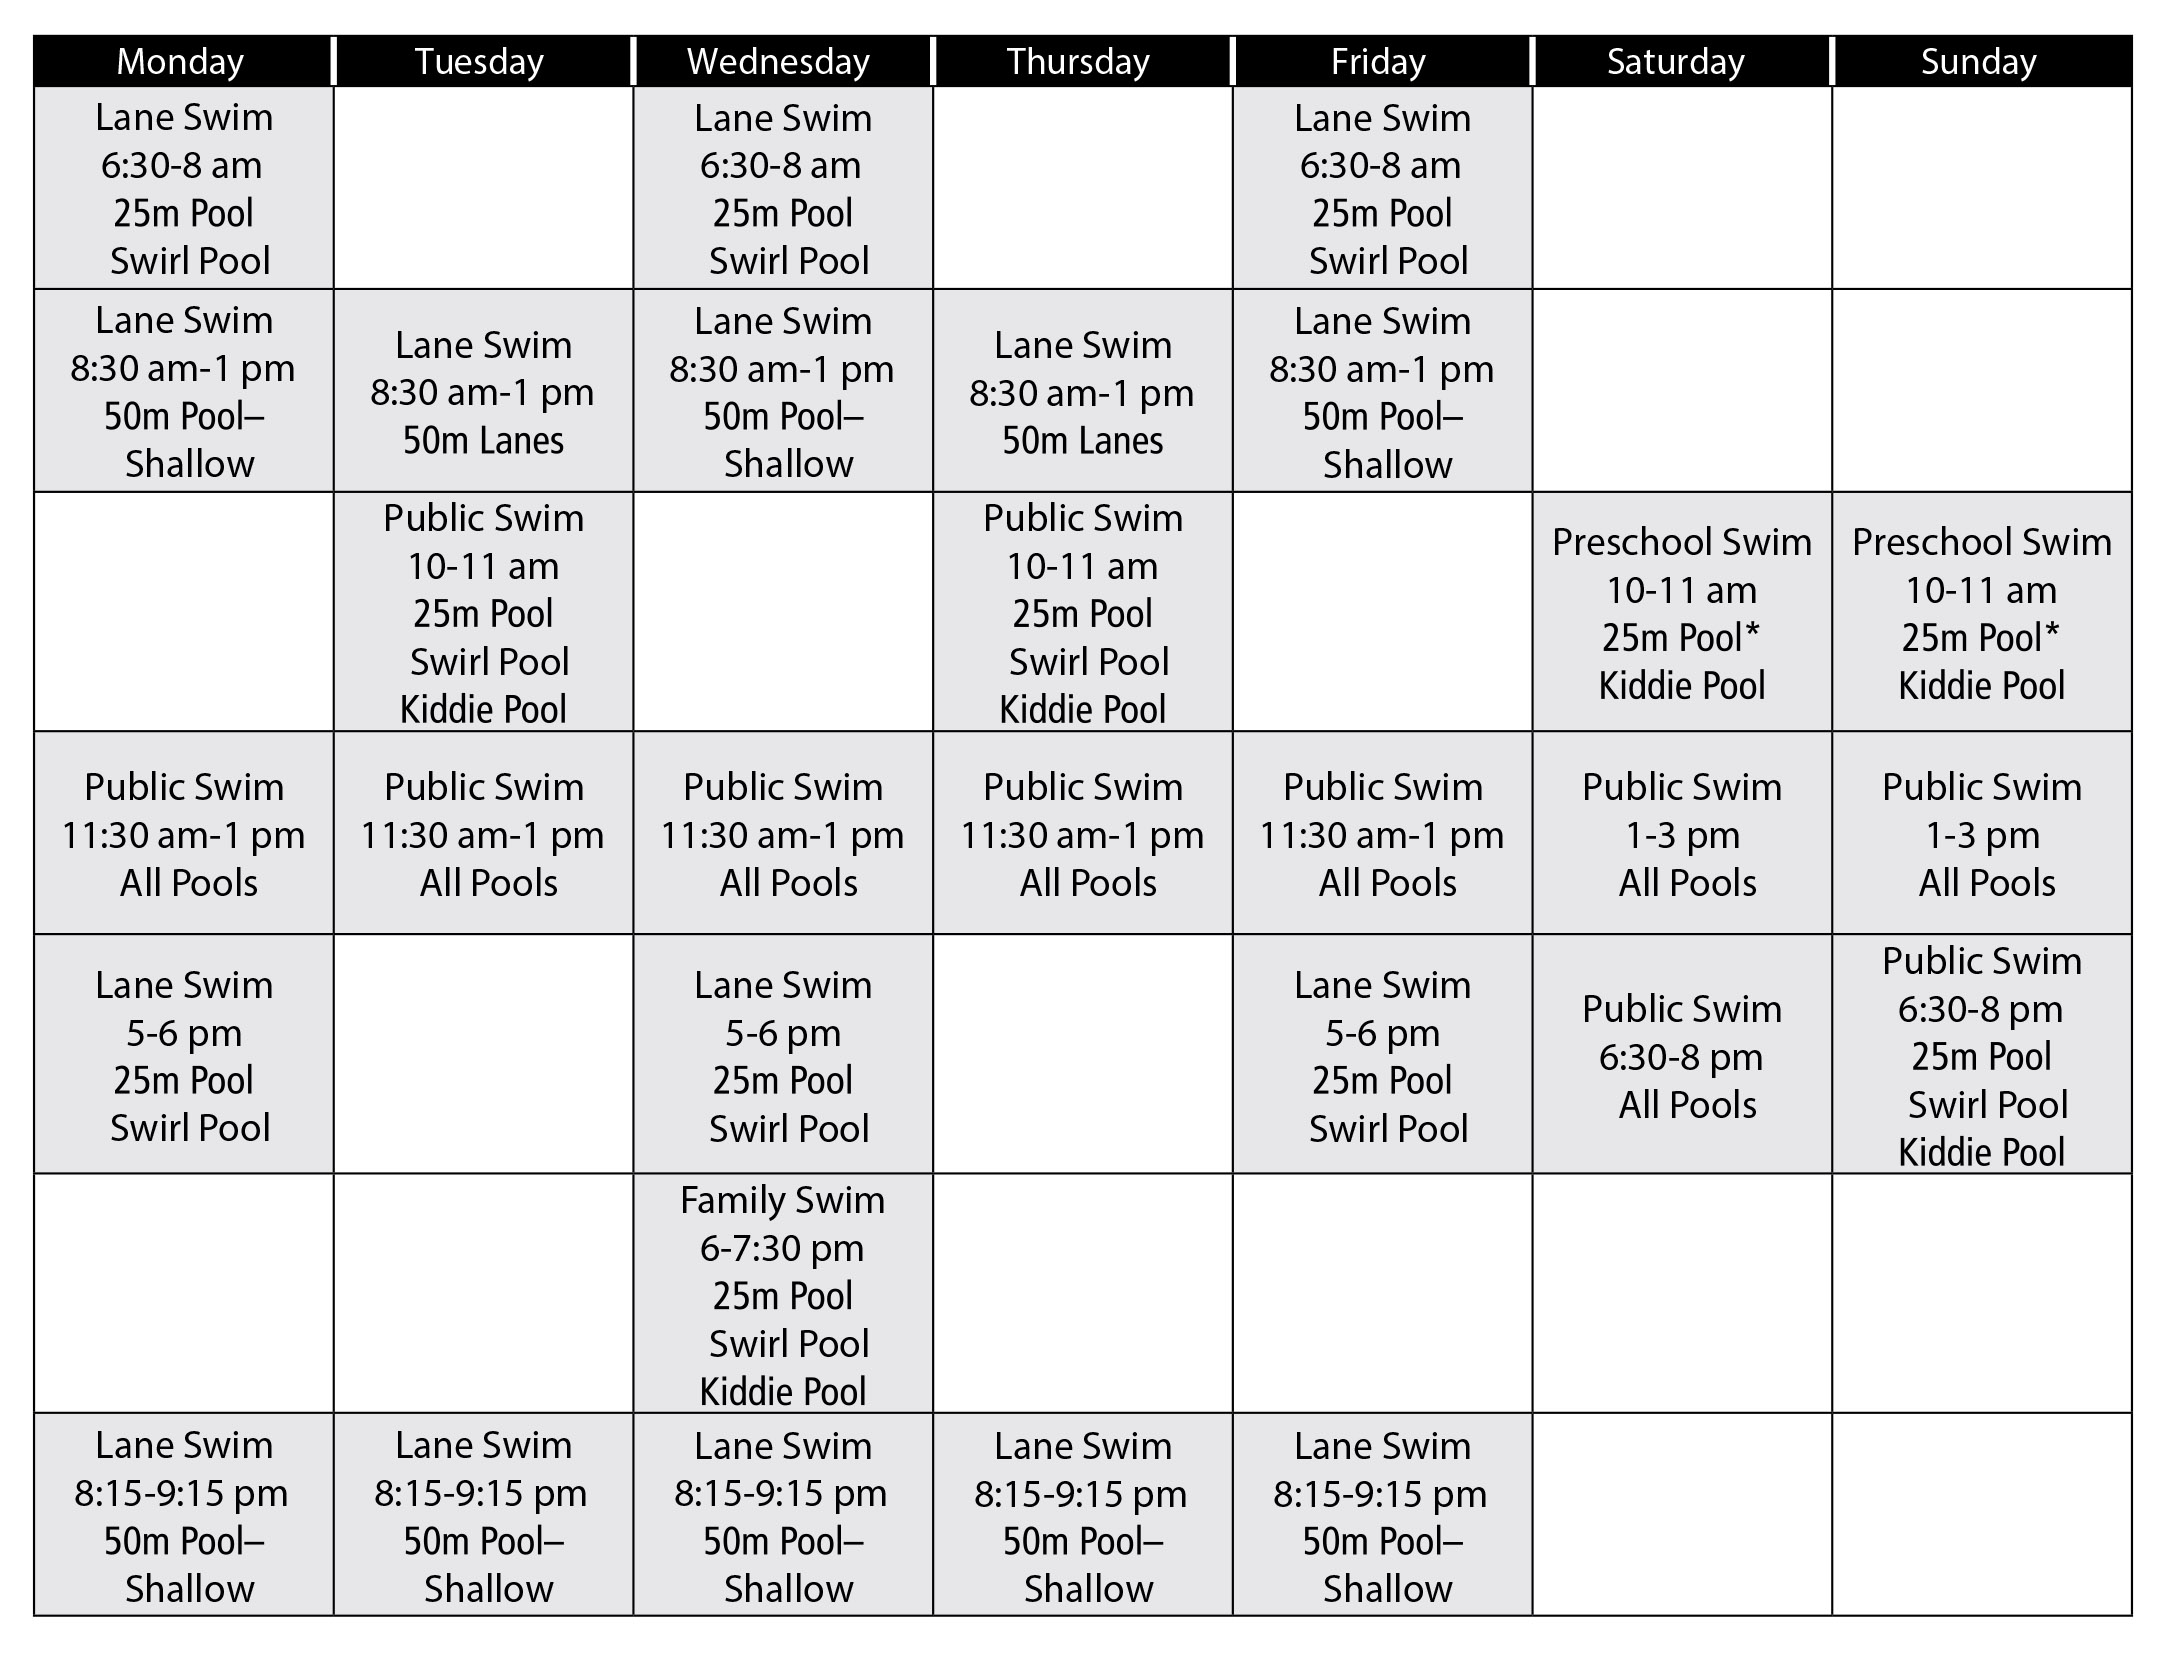 Monday
Tuesday
Wednesday
Thursday
Friday
Saturday
Sunday
Lane Swim
6:30-8 am
25m Pool
Swirl Pool
Lane Swim
6:30-8 am
25m Pool
Swirl Pool
Lane Swim
6:30-8 am
25m Pool
Swirl Pool
Lane Swim
8:30 am-1 pm
50m Pool–
Shallow
Lane Swim
8:30 am-1 pm
50m Lanes
Lane Swim
8:30 am-1 pm
50m Pool–
Shallow
Lane Swim
8:30 am-1 pm
50m Lanes
Lane Swim
8:30 am-1 pm
50m Pool–
Shallow
Public Swim
10-11 am
25m Pool
Swirl Pool
Kiddie Pool
Public Swim
10-11 am
25m Pool
Swirl Pool
Kiddie Pool
Preschool Swim
10-11 am
25m Pool*
Kiddie Pool
Preschool Swim
10-11 am
25m Pool*
Kiddie Pool
Public Swim
11:30 am-1 pm
All Pools
Public Swim
11:30 am-1 pm
All Pools
Public Swim
11:30 am-1 pm
All Pools
Public Swim
11:30 am-1 pm
All Pools
Public Swim
11:30 am-1 pm
All Pools
Public Swim
1-3 pm
All Pools
Public Swim
1-3 pm
All Pools
Lane Swim
5-6 pm
25m Pool
Swirl Pool
Lane Swim
5-6 pm
25m Pool
Swirl Pool
Lane Swim
5-6 pm
25m Pool
Swirl Pool
Public Swim
6:30-8 pm
All Pools
Public Swim
6:30-8 pm
25m Pool
Swirl Pool
Kiddie Pool
Family Swim
6-7:30 pm
25m Pool
Swirl Pool
Kiddie Pool
Lane Swim
8:15-9:15 pm
50m Pool–
Shallow
Lane Swim
8:15-9:15 pm
50m Pool–
Shallow
Lane Swim
8:15-9:15 pm
50m Pool–
Shallow
Lane Swim
8:15-9:15 pm
50m Pool–
Shallow
Lane Swim
8:15-9:15 pm
50m Pool–
Shallow